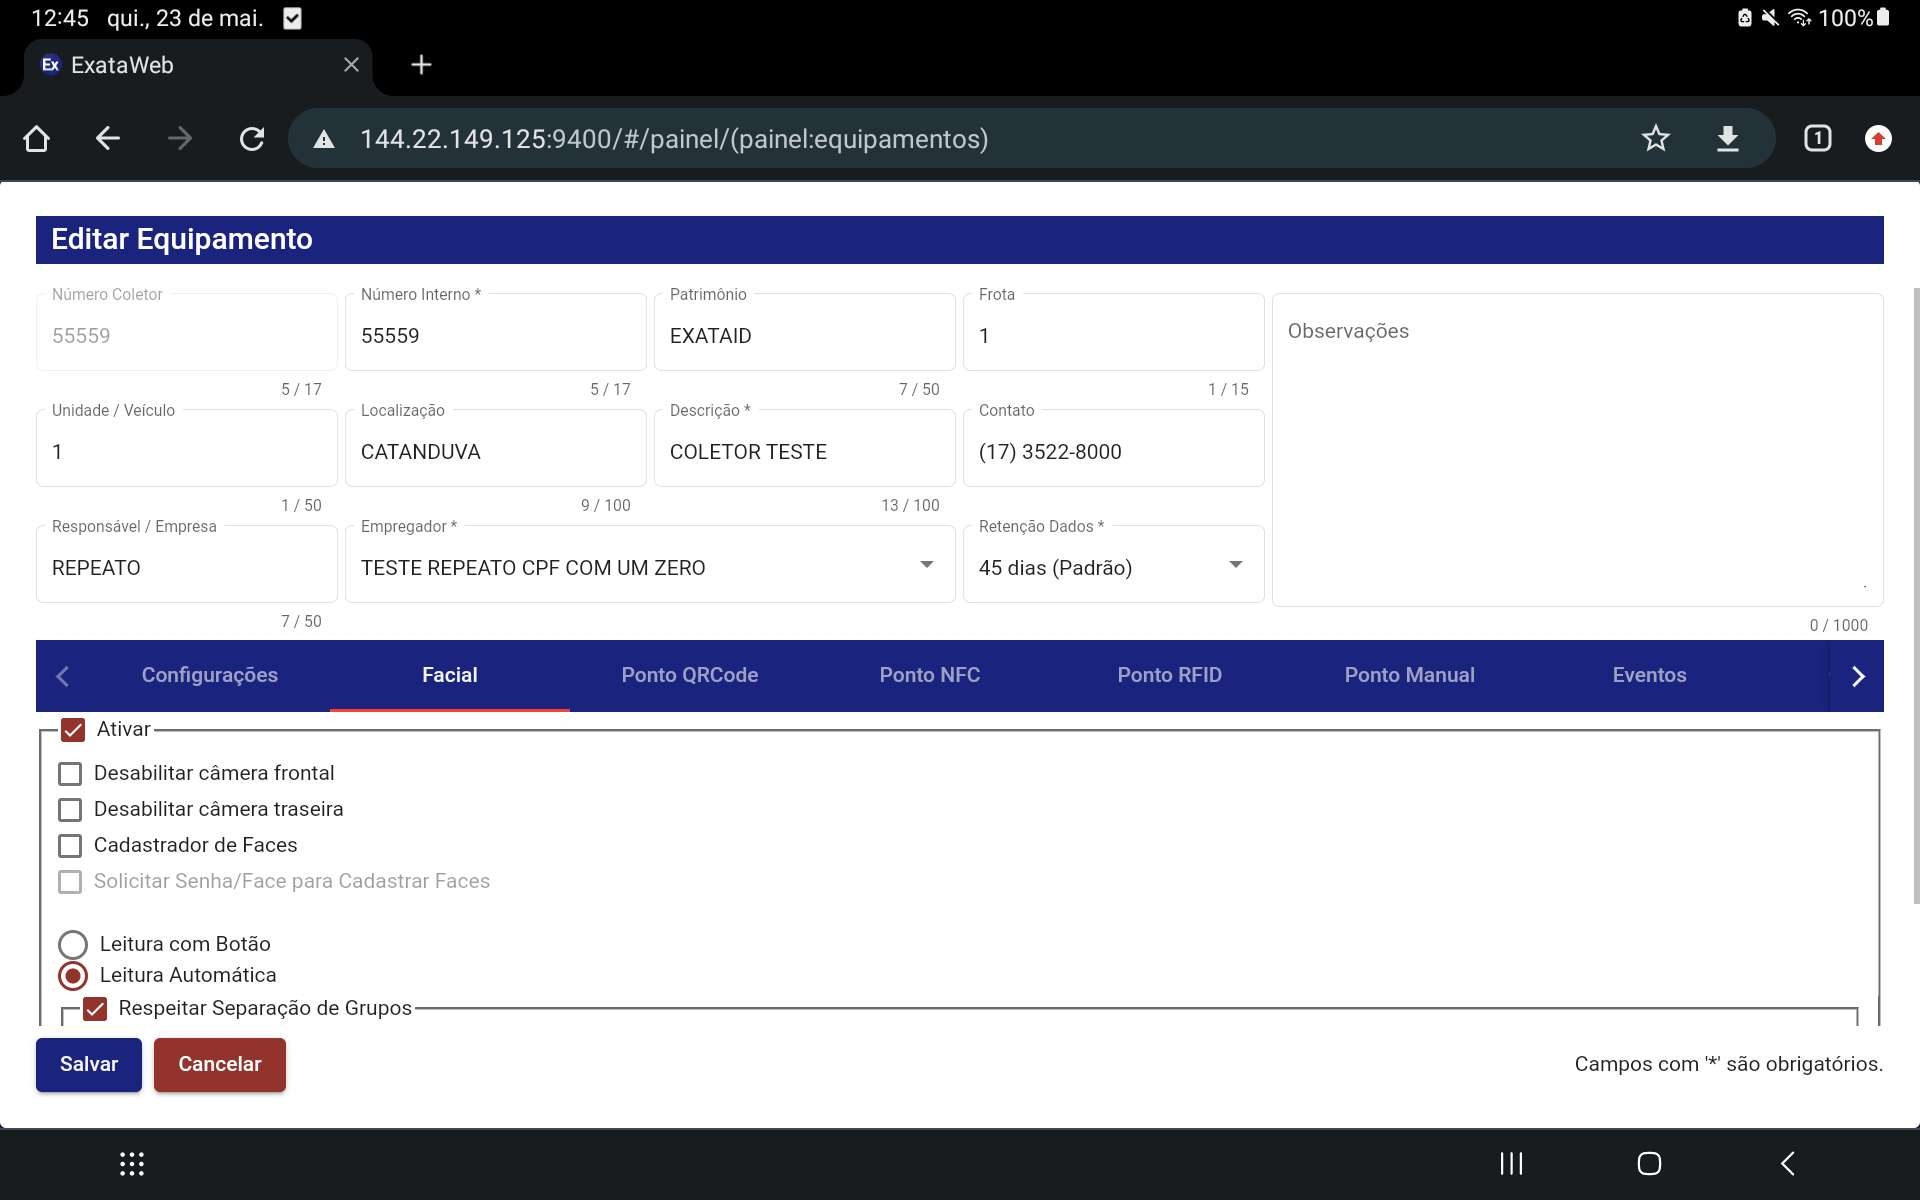 12:45 qui., 23 de mai. 100%
Ex ExataWeb
144.22.149.125:9400/#/painel/(painel:equipamentos) 1
Editar Equipamento
Número Coletor Número Interno * Patrimônio Frota
55559 55559 EXATAID 1 Observações
5 / 17 5 / 17 7 / 50 1 / 15
Unidade / Veículo Localização Descrição * Contato
1 CATANDUVA COLETOR TESTE (17) 3522-8000
1 / 50 9 / 100 13 / 100
Responsável / Empresa Empregador * Retenção Dados *
REPEATO TESTE REPEATO CPF COM UM ZERO 45 dias (Padrão)
7 / 50 0 / 1000
Configurações Facial Ponto QRCode Ponto NFC Ponto RFID Ponto Manual Eventos
Ativar
Desabilitar câmera frontal
Desabilitar câmera traseira
Cadastrador de Faces
Solicitar Senha/Face para Cadastrar Faces
Leitura com Botão
Leitura Automática
Respeitar Separação de Grupos
Salvar Cancelar Campos com '*' são obrigatórios.